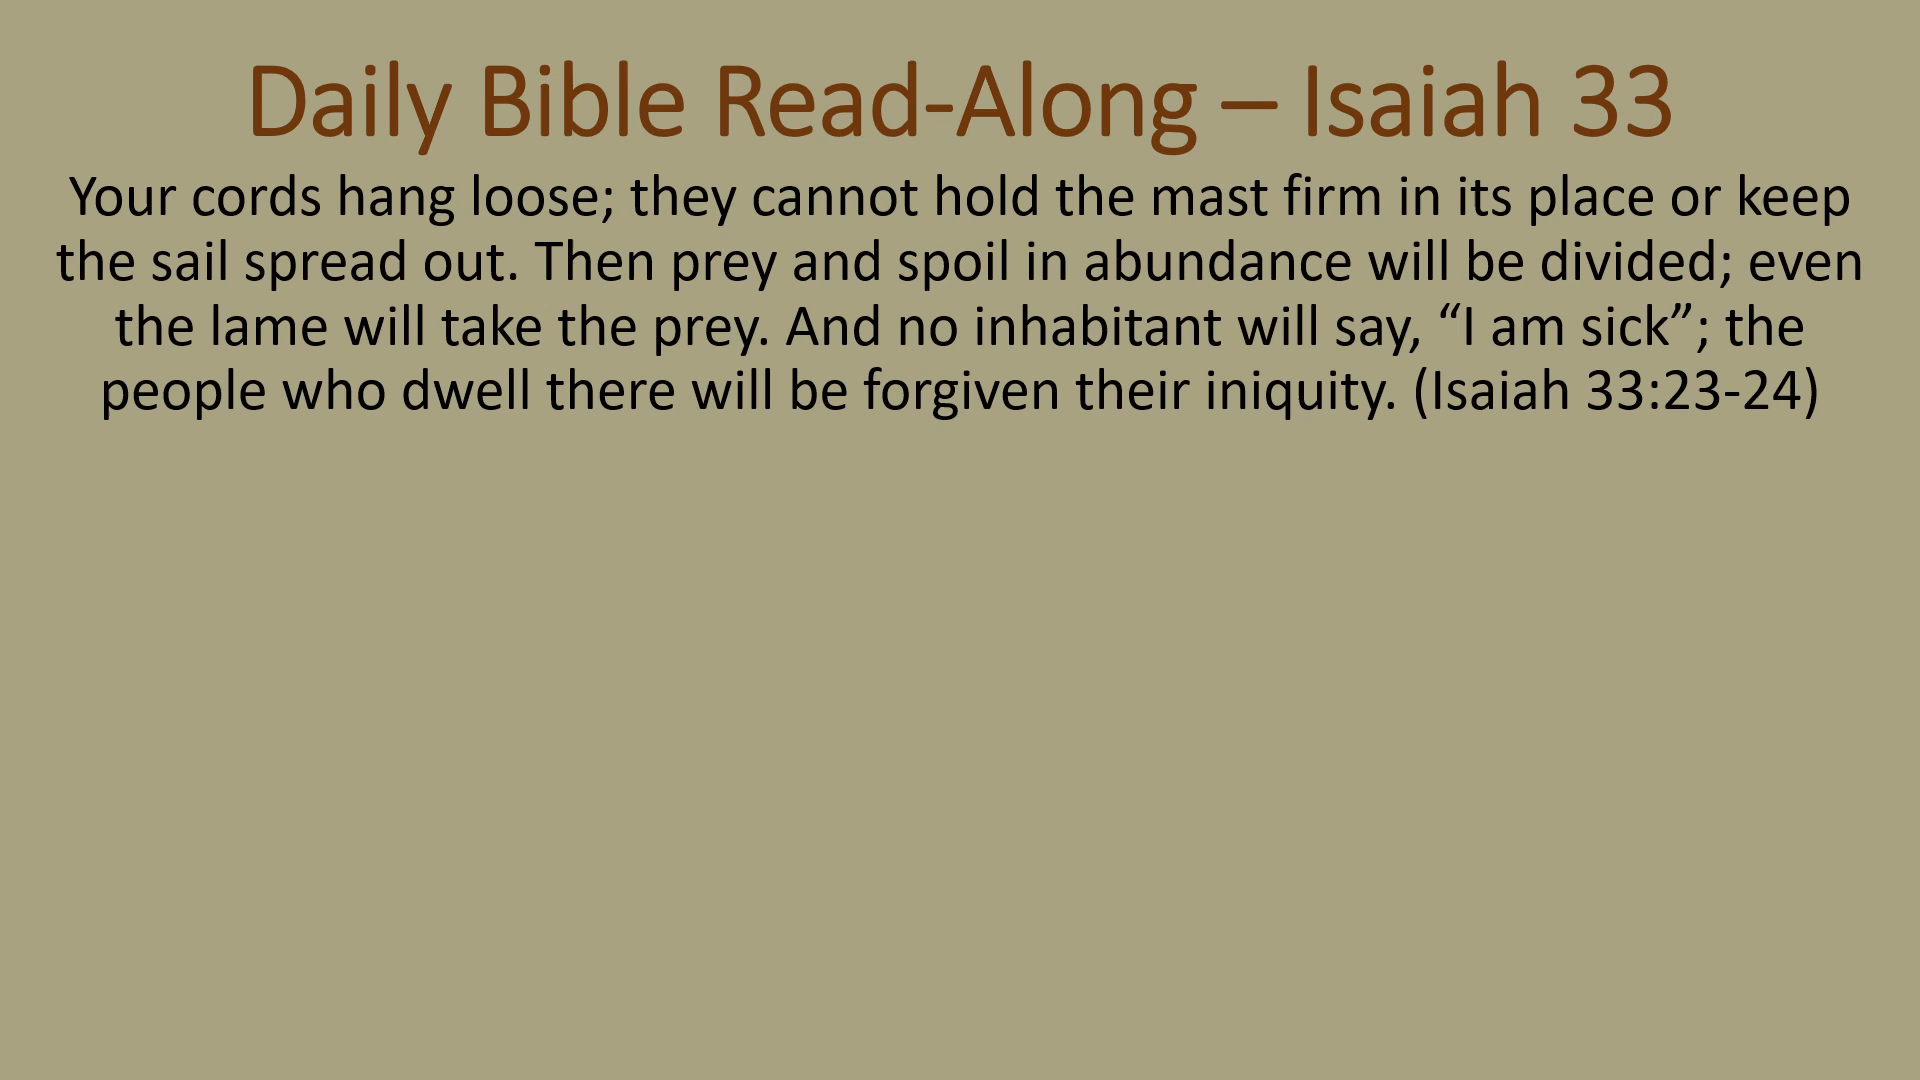 Daily Bible Read-Along – Isaiah 33
Your cords hang loose; they cannot hold the mast firm in its place or keep
the sail spread out. Then prey and spoil in abundance will be divided; even
the lame will take the prey. And no inhabitant will say, “I am sick”; the
people who dwell there will be forgiven their iniquity. (Isaiah 33:23-24)